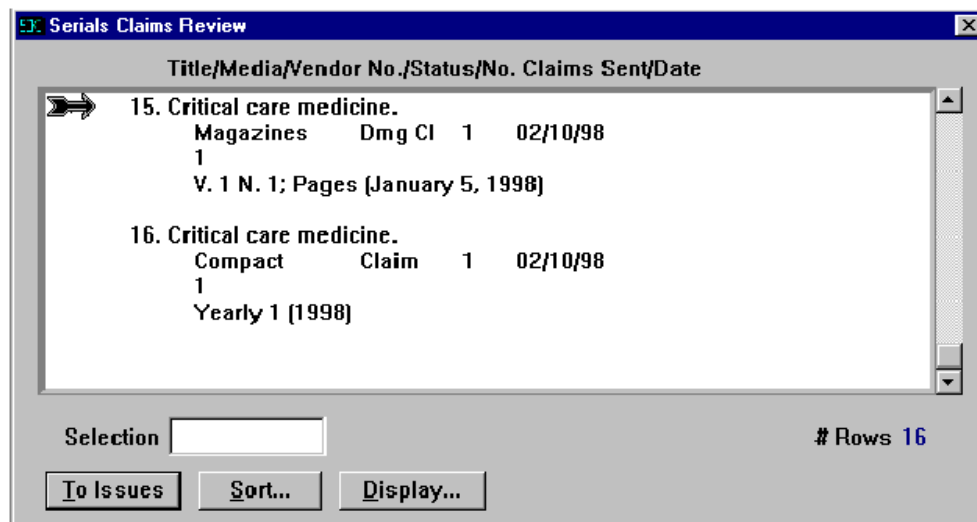 Serials Claims Review
Title/Media/Vendor No./Status/No. Claims Sent/Date
15. Critical care medicine.
Magazines Dmg Cl 1 02/10/98
1
V. 1 N. 1; Pages (January 5, 1998)
16. Critical care medicine.
Compact Claim 1 02/10/98
1
Yearly 1 (1998)
Selection # Rows 16
To Issues Sort... Display...